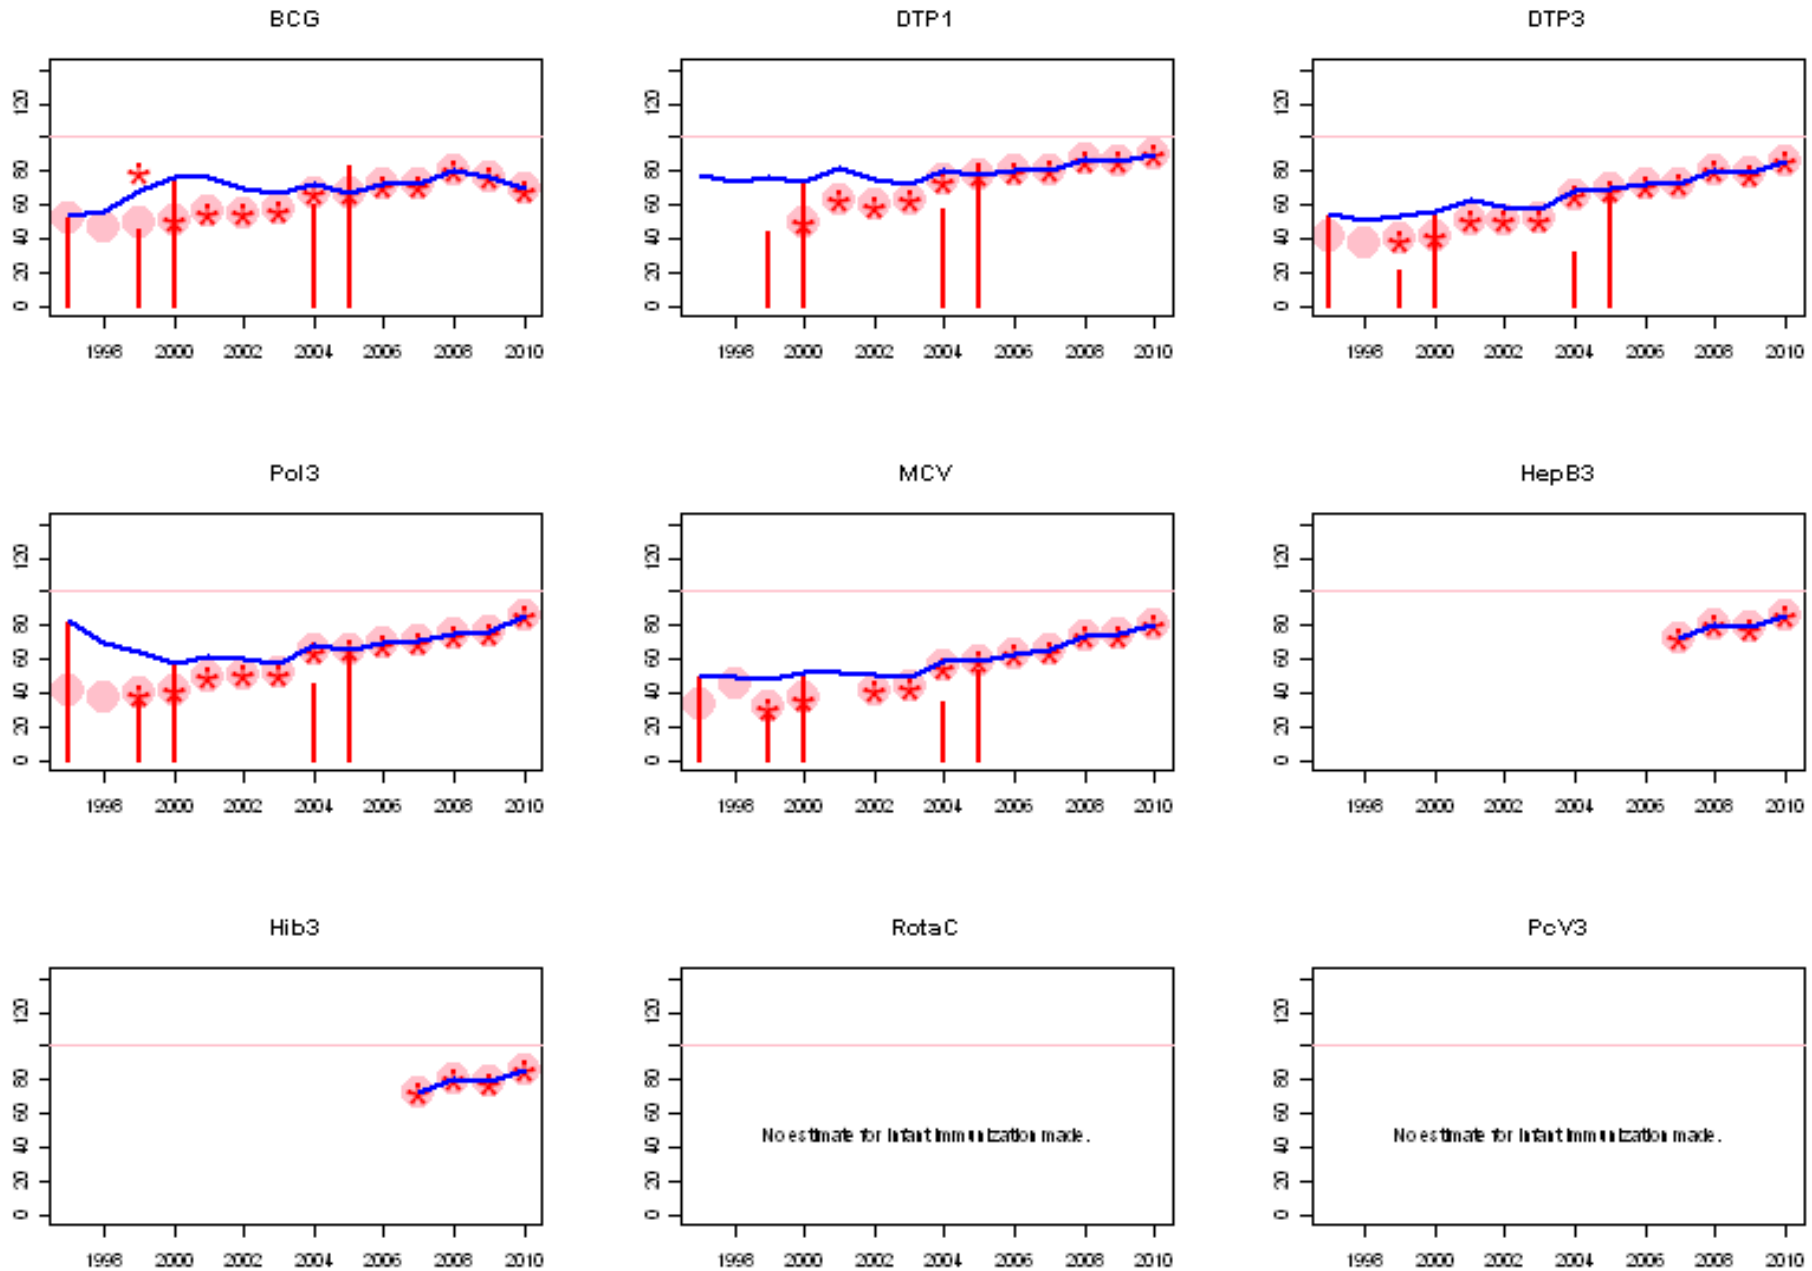 BCG
DTP1
DTP3
0 20 40 60 80 120
0 20 40 60 80 120
0 20 40 60 80 120
1998 2000 2002 2004 2006 2008 2010
1998 2000 2002 2004 2006 2008 2010
1998 2000 2002 2004 2006 2008 2010
Pol3
MCV
HepB3
0 20 40 60 80 120
0 20 40 60 80 120
0 20 40 60 80 120
1998 2000 2002 2004 2006 2008 2010
1998 2000 2002 2004 2006 2008 2010
1998 2000 2002 2004 2006 2008 2010
Hib3
RotaC
PcV3
0 20 40 60 80 120
0 20 40 60 80 120
No estimate for infant immunization made.
0 20 40 60 80 120
No estimate for infant immunization made.
1998 2000 2002 2004 2006 2008 2010
1998 2000 2002 2004 2006 2008 2010
1998 2000 2002 2004 2006 2008 2010